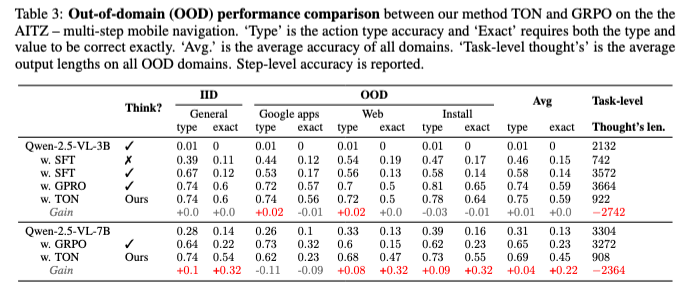 Table 3: Out-of-domain (OOD) performance comparison between our method TON and GRPO on the the
AITZ – multi-step mobile navigation. ‘Type’ is the action type accuracy and ‘Exact’ requires both the type and
value to be correct exactly. ‘Avg.’ is the average accuracy of all domains. ‘Task-level thought’s’ is the average
output lengths on all OOD domains. Step-level accuracy is reported.
Think? IID OOD Avg Task-level
General Google apps Web Install
type exact type exact type exact type exact type exact Thought’s len.
Qwen-2.5-VL-3B ✓ 0.01 0 0.01 0 0.01 0 0.01 0 0.01 0 2132
w. SFT ✗ 0.39 0.11 0.44 0.12 0.54 0.19 0.47 0.17 0.46 0.15 742
w. SFT ✓ 0.67 0.12 0.53 0.17 0.56 0.13 0.58 0.14 0.58 0.14 3572
w. GPRO ✓ 0.74 0.6 0.72 0.57 0.7 0.5 0.81 0.65 0.74 0.59 3664
w. TON Ours 0.74 0.6 0.74 0.56 0.72 0.5 0.78 0.64 0.75 0.59 922
Gain +0.0 +0.0 +0.02 -0.01 +0.02 +0.0 -0.03 -0.01 +0.01 +0.0 −2742
Qwen-2.5-VL-7B 0.28 0.14 0.26 0.1 0.33 0.13 0.39 0.16 0.31 0.13 3304
w. GRPO ✓ 0.64 0.22 0.73 0.32 0.6 0.15 0.62 0.23 0.65 0.23 3272
w. TON Ours 0.74 0.54 0.62 0.23 0.68 0.47 0.73 0.55 0.69 0.45 908
Gain +0.1 +0.32 -0.11 -0.09 +0.08 +0.32 +0.09 +0.32 +0.04 +0.22 −2364